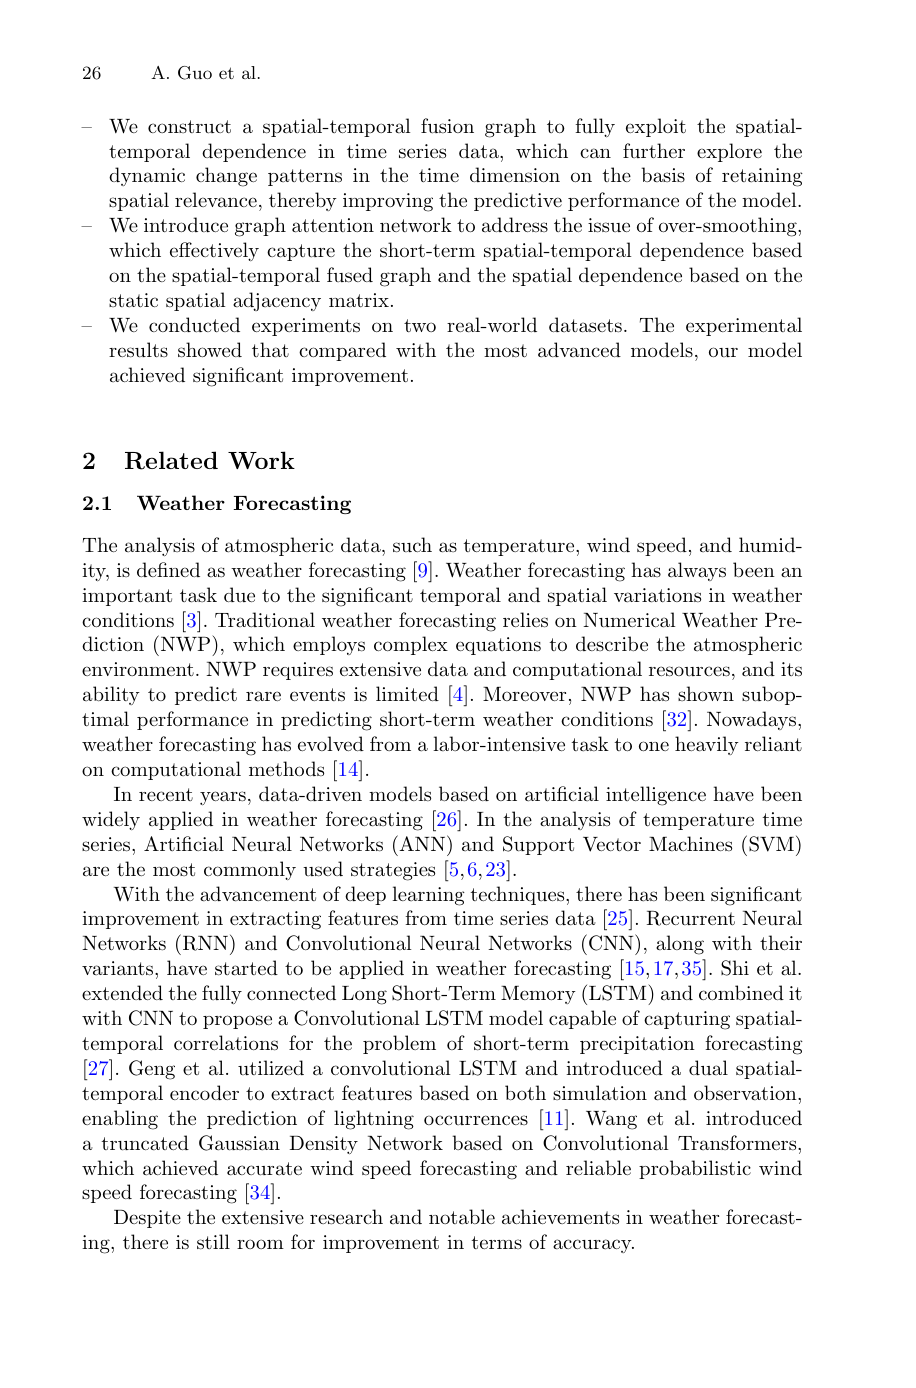 26 A. Guo et al.
– We construct a spatial-temporal fusion graph to fully exploit the spatial-
temporal dependence in time series data, which can further explore the
dynamic change patterns in the time dimension on the basis of retaining
spatial relevance, thereby improving the predictive performance of the model.
– We introduce graph attention network to address the issue of over-smoothing,
which effectively capture the short-term spatial-temporal dependence based
on the spatial-temporal fused graph and the spatial dependence based on the
static spatial adjacency matrix.
– We conducted experiments on two real-world datasets. The experimental
results showed that compared with the most advanced models, our model
achieved significant improvement.
2 Related Work
2.1 Weather Forecasting
The analysis of atmospheric data, such as temperature, wind speed, and humid-
ity, is defined as weather forecasting [9]. Weather forecasting has always been an
important task due to the significant temporal and spatial variations in weather
conditions [3]. Traditional weather forecasting relies on Numerical Weather Pre-
diction (NWP), which employs complex equations to describe the atmospheric
environment. NWP requires extensive data and computational resources, and its
ability to predict rare events is limited [4]. Moreover, NWP has shown subop-
timal performance in predicting short-term weather conditions [32]. Nowadays,
weather forecasting has evolved from a labor-intensive task to one heavily reliant
on computational methods [14].
In recent years, data-driven models based on artificial intelligence have been
widely applied in weather forecasting [26]. In the analysis of temperature time
series, Artificial Neural Networks (ANN) and Support Vector Machines (SVM)
are the most commonly used strategies [5,6,23].
With the advancement of deep learning techniques, there has been significant
improvement in extracting features from time series data [25]. Recurrent Neural
Networks (RNN) and Convolutional Neural Networks (CNN), along with their
variants, have started to be applied in weather forecasting [15,17,35]. Shi et al.
extended the fully connected Long Short-Term Memory (LSTM) and combined it
with CNN to propose a Convolutional LSTM model capable of capturing spatial-
temporal correlations for the problem of short-term precipitation forecasting
[27]. Geng et al. utilized a convolutional LSTM and introduced a dual spatial-
temporal encoder to extract features based on both simulation and observation,
enabling the prediction of lightning occurrences [11]. Wang et al. introduced
a truncated Gaussian Density Network based on Convolutional Transformers,
which achieved accurate wind speed forecasting and reliable probabilistic wind
speed forecasting [34].
Despite the extensive research and notable achievements in weather forecast-
ing, there is still room for improvement in terms of accuracy.